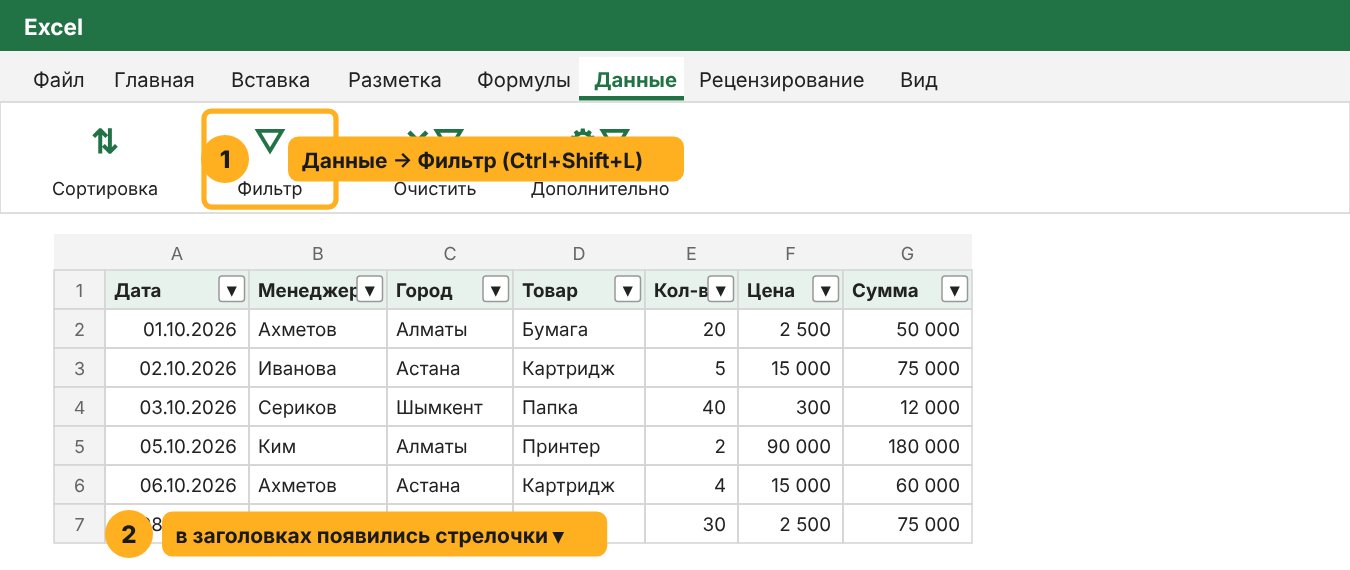 Excel
Файл Главная Вставка Разметка Формулы Данные Рецензирование Вид
1 Данные → Фильтр (Ctrl+Shift+L)
Сортировка Фильтр Очистить Дополнительно
A B C D E F G
1 Дата ▼ Менеджер ▼ Город ▼ Товар ▼ Кол-в ▼ Цена ▼ Сумма ▼
2 01.10.2026 Ахметов Алматы Бумага 20 2 500 50 000
3 02.10.2026 Иванова Астана Картридж 5 15 000 75 000
4 03.10.2026 Сериков Шымкент Папка 40 300 12 000
5 05.10.2026 Ким Алматы Принтер 2 90 000 180 000
6 06.10.2026 Ахметов Астана Картридж 4 15 000 60 000
7 30 2 500 75 000
2 в заголовках появились стрелочки ▼